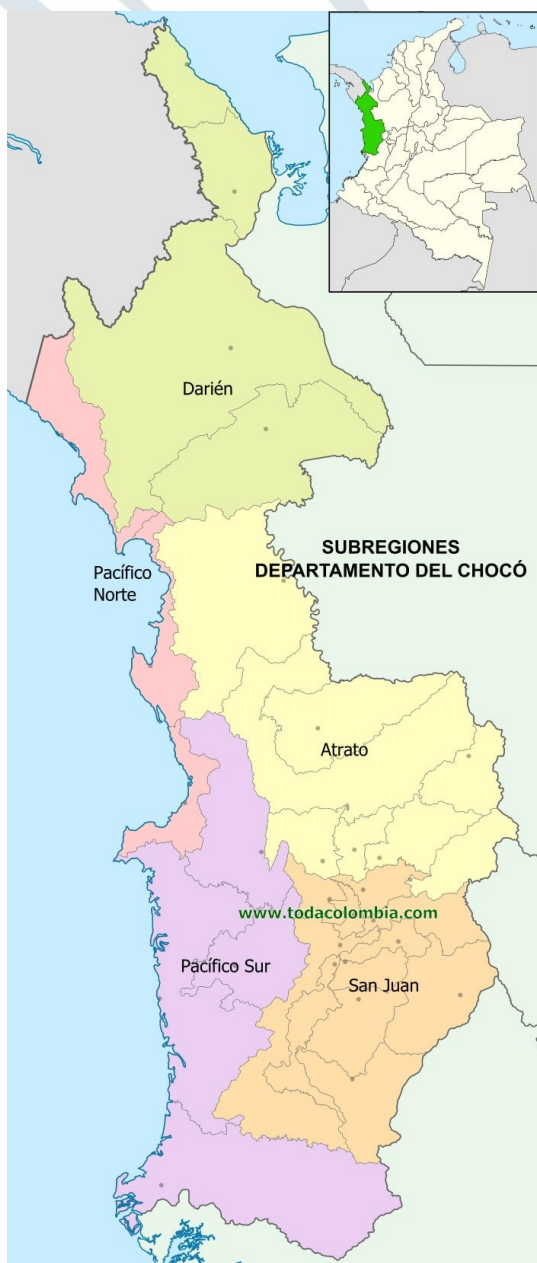 Darién
SUBREGIONES
DEPARTAMENTO DEL CHOCÓ
Pacífico
Norte
Atrato
www.todacolombia.com
Pacífico Sur
San Juan